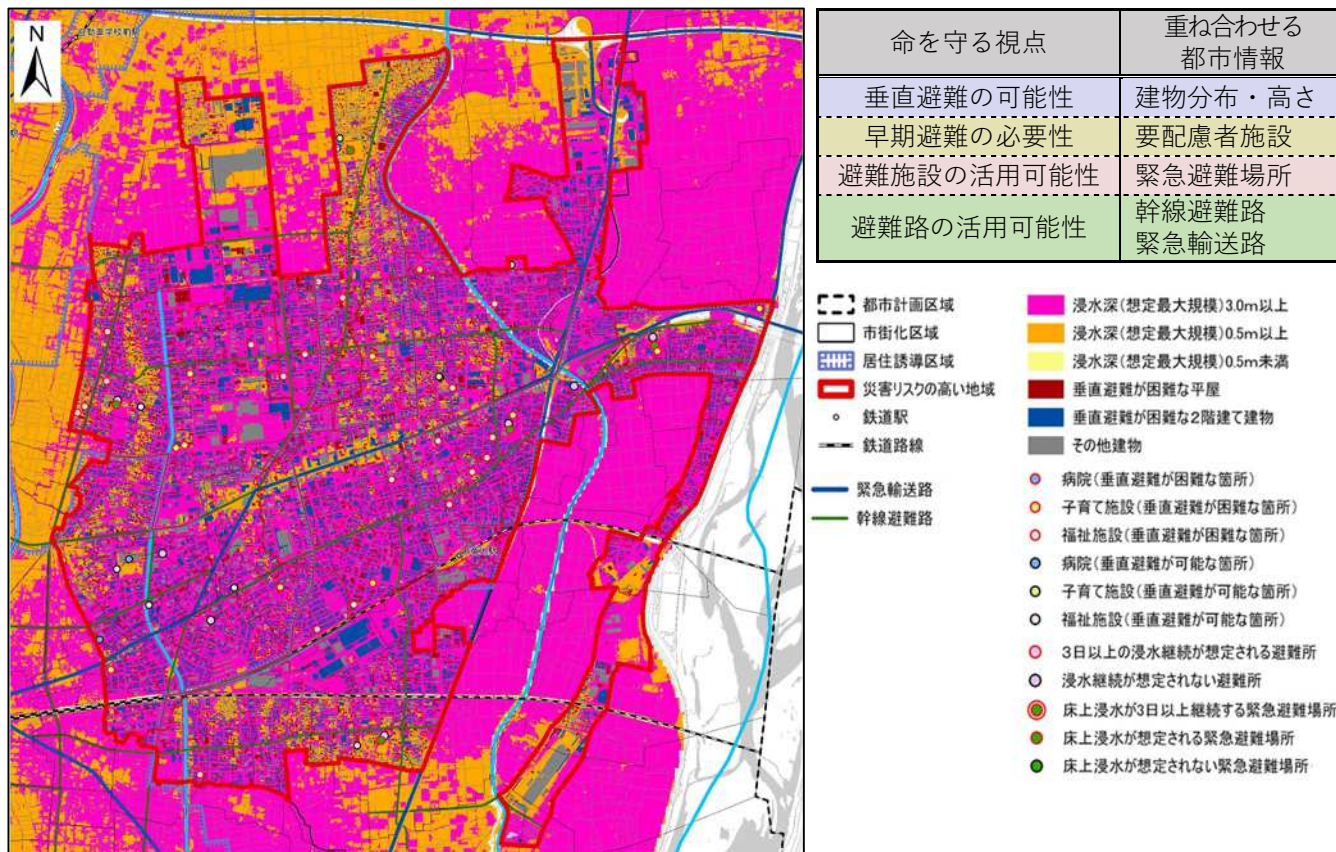 N
命を守る視点
重ね合わせる
都市情報
垂直避難の可能性
建物分布・高さ
早期避難の必要性
要配慮者施設
避難施設の活用可能性
緊急避難場所
避難路の活用可能性
幹線避難路
緊急輸送路
都市計画区域
市街化区域
居住誘導区域
災害リスクの高い地域
鉄道駅
鉄道路線
緊急輸送路
幹線避難路
浸水深(想定最大規模)3.0m以上
浸水深(想定最大規模)0.5m以上
浸水深(想定最大規模)0.5m未満
垂直避難が困難な平屋
垂直避難が困難な2階建て建物
その他建物
病院(垂直避難が困難な箇所)
子育て施設(垂直避難が困難な箇所)
福祉施設(垂直避難が困難な箇所)
病院(垂直避難が可能な箇所)
子育て施設(垂直避難が可能な箇所)
福祉施設(垂直避難が可能な箇所)
3日以上の浸水継続が想定される避難所
浸水継続が想定されない避難所
床上浸水が3日以上継続する緊急避難場所
床上浸水が想定される緊急避難場所
床上浸水が想定されない緊急避難場所